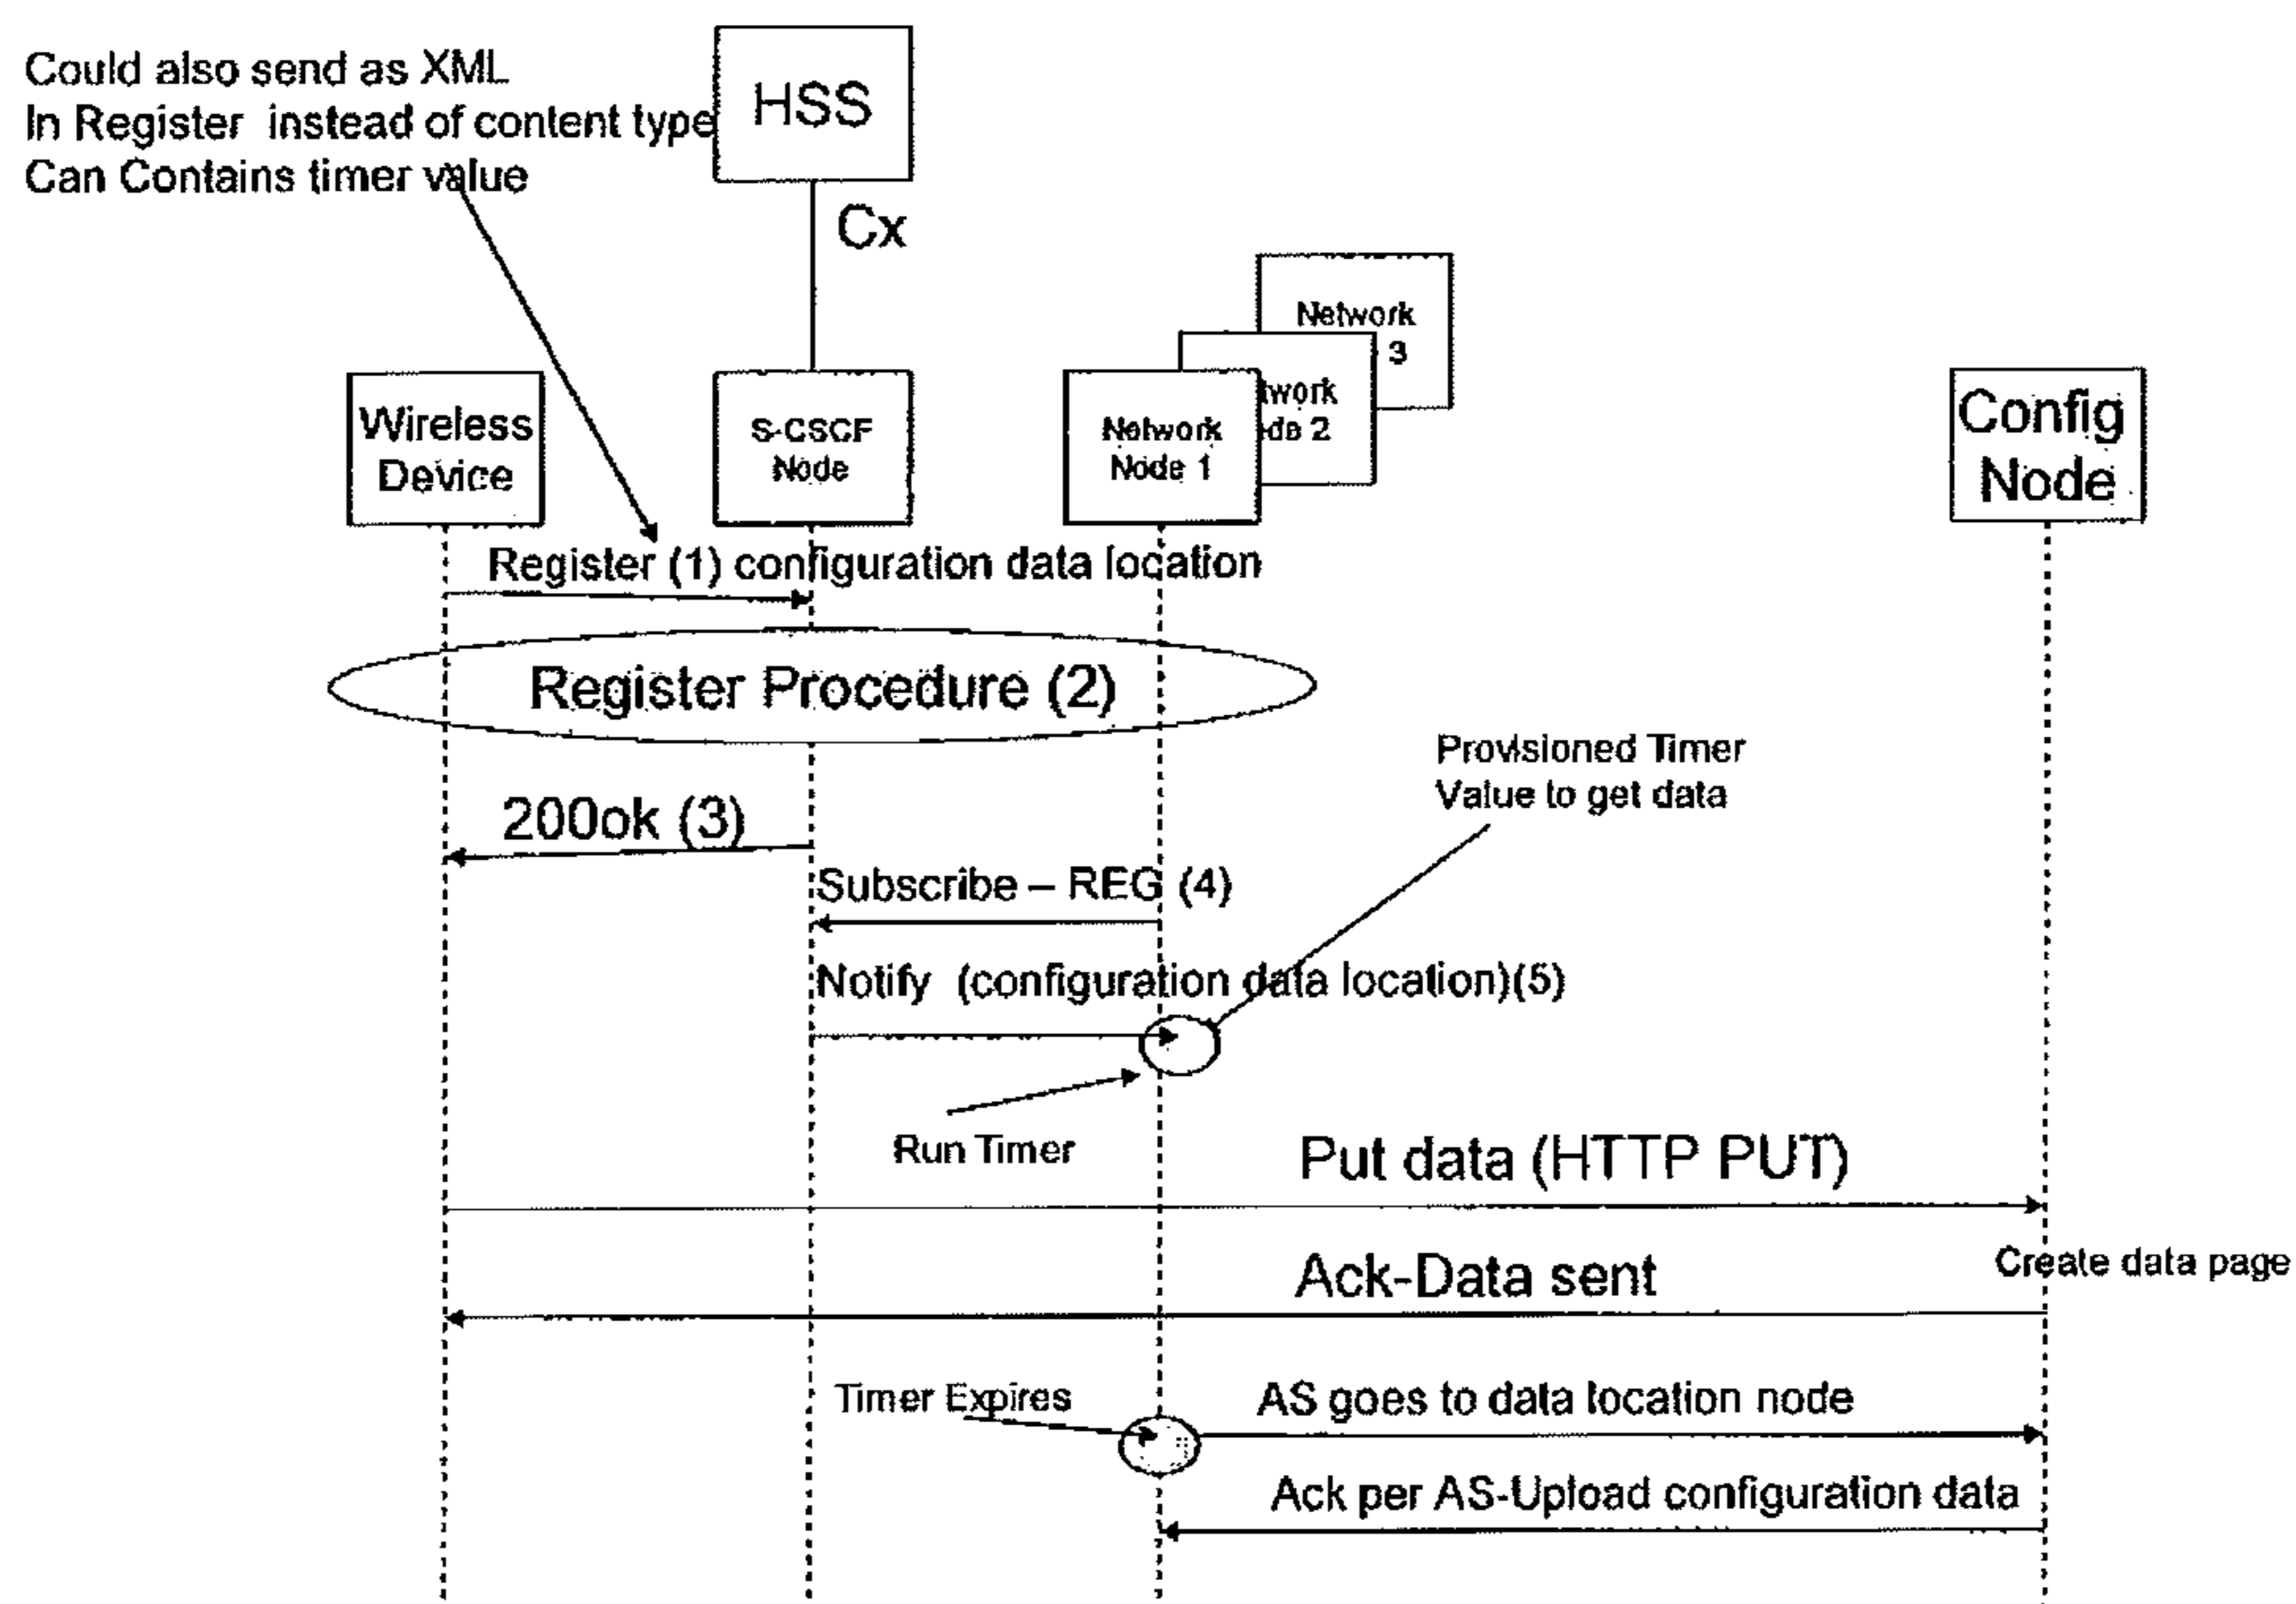 Could also send as XML
In Register instead of content type
Can Contains timer value
HSS
Cx
Network
3
twork
de 2
Wireless
Device
S-CSCF
Node
Network
Node 1
Config
Node
Register (1) configuration data location
Register Procedure (2)
Provisioned Timer
Value to get data
200ok (3)
Subscribe – REG (4)
Notify (configuration data location)(5)
Run Timer
Put data (HTTP PUT)
Create data page
Ack-Data sent
Timer Expires
AS goes to data location node
Ack per AS-Upload configuration data